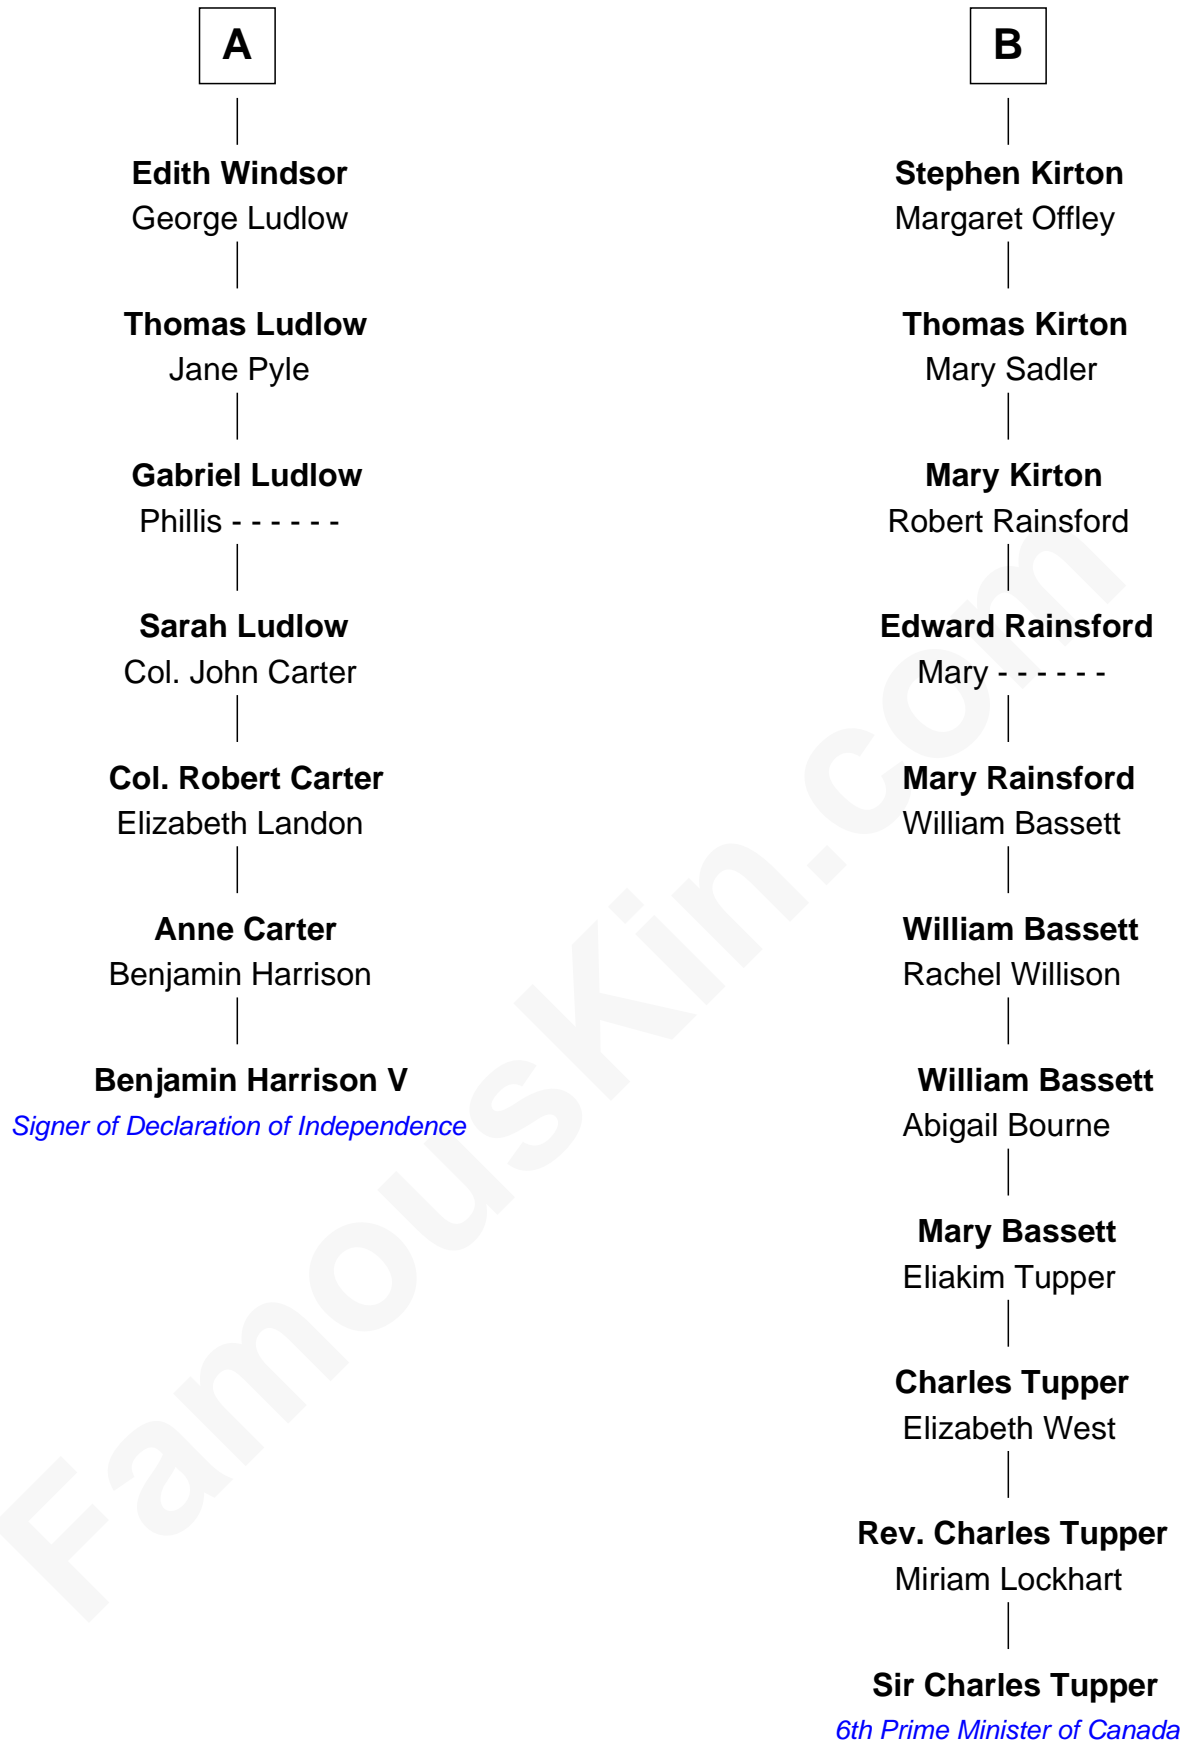 A
Edith Windsor
George Ludlow
Thomas Ludlow
Jane Pyle
Gabriel Ludlow
Phillis - - - - - -
Sarah Ludlow
Col. John Carter
Col. Robert Carter
Elizabeth Landon
Anne Carter
Benjamin Harrison
Benjamin Harrison V
Signer of Declaration of Independence
B
Stephen Kirton
Margaret Offley
Thomas Kirton
Mary Sadler
Mary Kirton
Robert Rainsford
Edward Rainsford
Mary - - - - - -
Mary Rainsford
William Bassett
William Bassett
Rachel Willison
William Bassett
Abigail Bourne
Mary Bassett
Eliakim Tupper
Charles Tupper
Elizabeth West
Rev. Charles Tupper
Miriam Lockhart
Sir Charles Tupper
6th Prime Minister of Canada
FamousKin.com